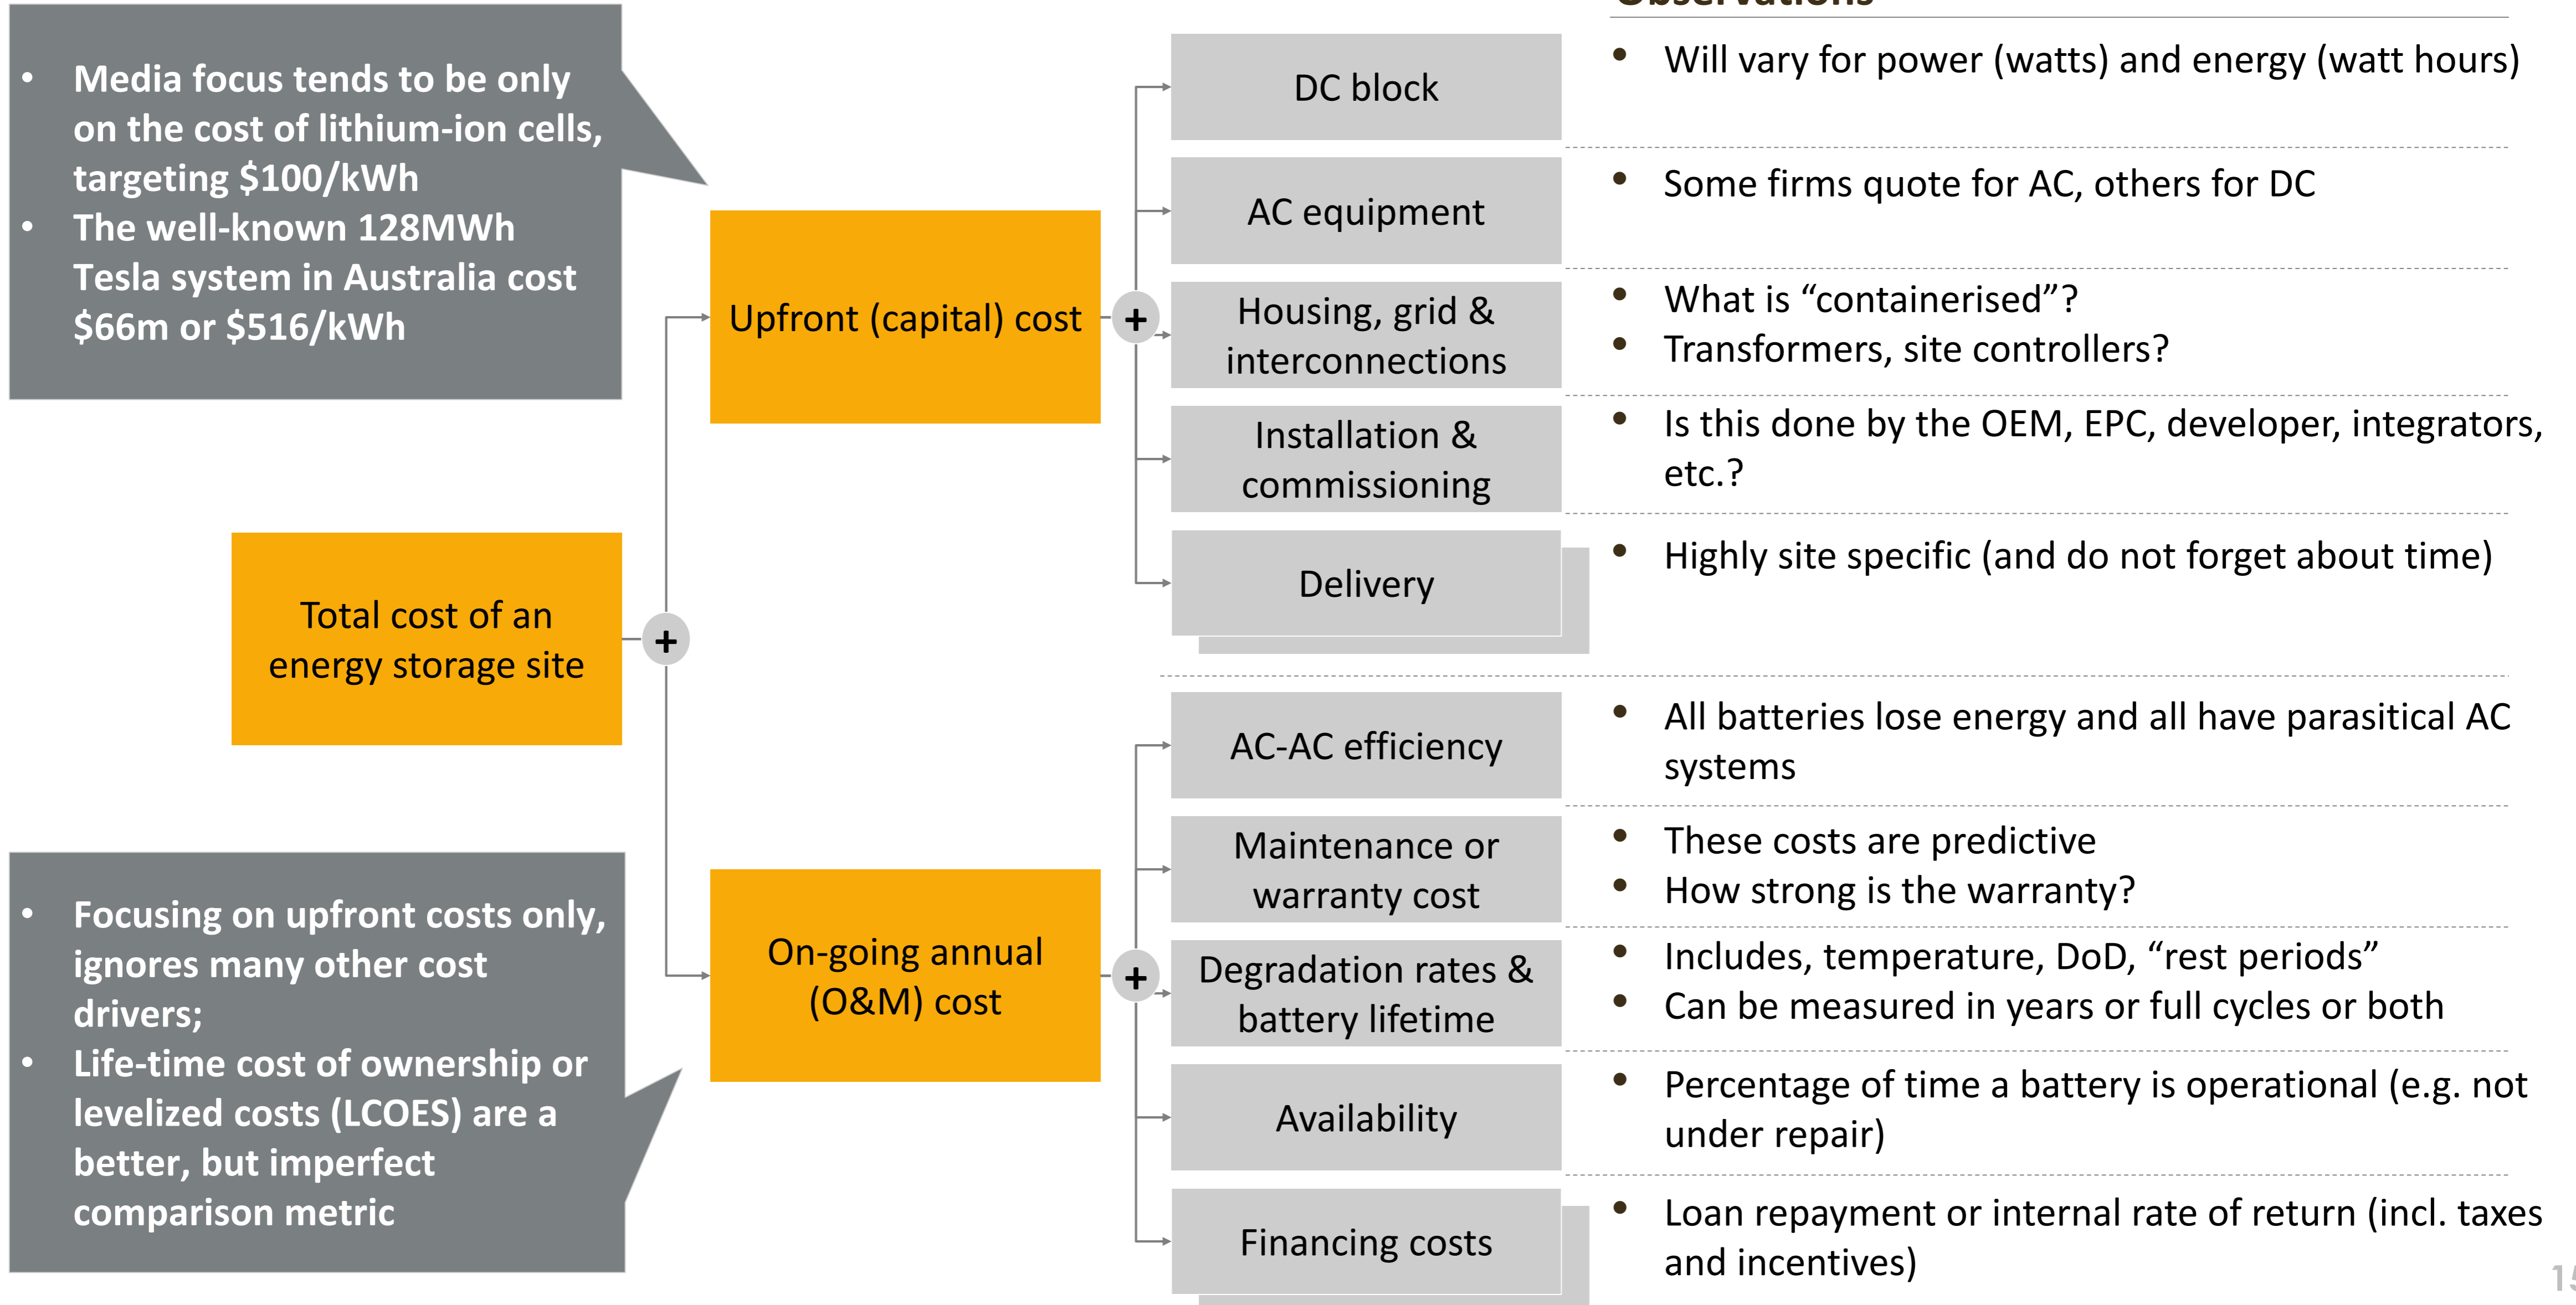 Observations
• Media focus tends to be only
on the cost of lithium-ion cells,
targeting $100/kWh
• The well-known 128MWh
Tesla system in Australia cost
$66m or $516/kWh
Total cost of an
energy storage site
+
Upfront (capital) cost
+
DC block
• Will vary for power (watts) and energy (watt hours)
AC equipment
• Some firms quote for AC, others for DC
Housing, grid &
interconnections
• What is “containerised”?
• Transformers, site controllers?
Installation &
commissioning
• Is this done by the OEM, EPC, developer, integrators,
etc.?
Delivery
• Highly site specific (and do not forget about time)
• Focusing on upfront costs only,
ignores many other cost
drivers;
• Life-time cost of ownership or
levelized costs (LCOES) are a
better, but imperfect
comparison metric
On-going annual
(O&M) cost
+
AC-AC efficiency
• All batteries lose energy and all have parasitical AC
systems
Maintenance or
warranty cost
• These costs are predictive
• How strong is the warranty?
Degradation rates &
battery lifetime
• Includes, temperature, DoD, “rest periods”
• Can be measured in years or full cycles or both
Availability
• Percentage of time a battery is operational (e.g. not
under repair)
Financing costs
• Loan repayment or internal rate of return (incl. taxes
and incentives)
15